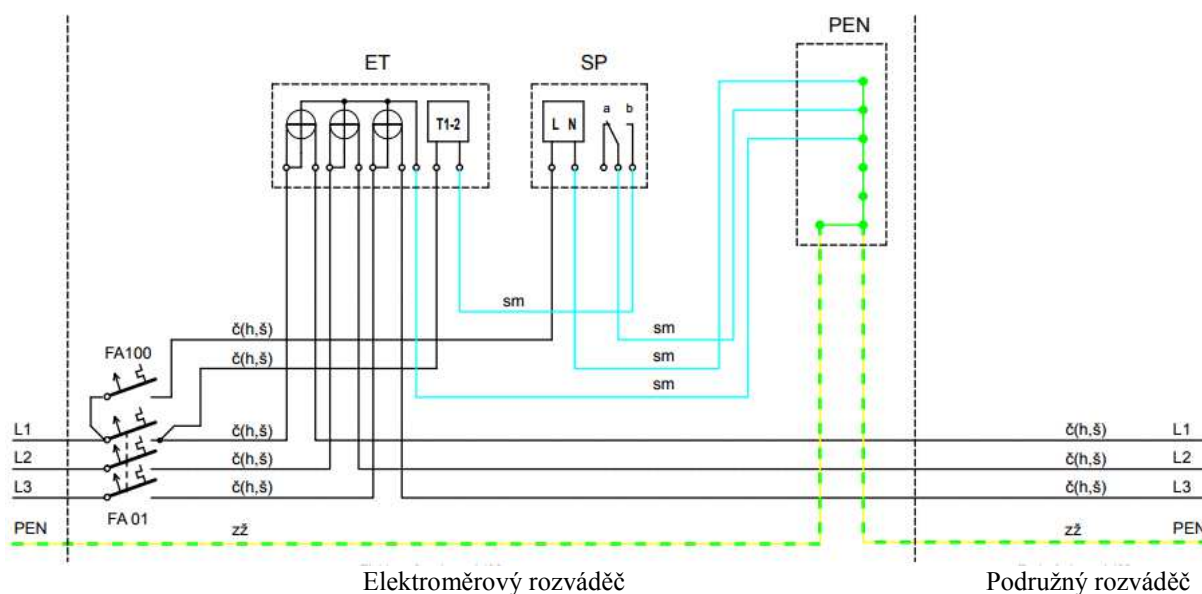 PEN
ET SP
T1-2 L N a b
sm
č(h,š) sm
FA100 č(h,š) sm
sm
L1 č(h,š) č(h,š) L1
L2 č(h,š) č(h,š) L2
L3 č(h,š) č(h,š) L3
FA 01
PEN zž zž PEN
Elektroměrový rozváděč Podružný rozváděč